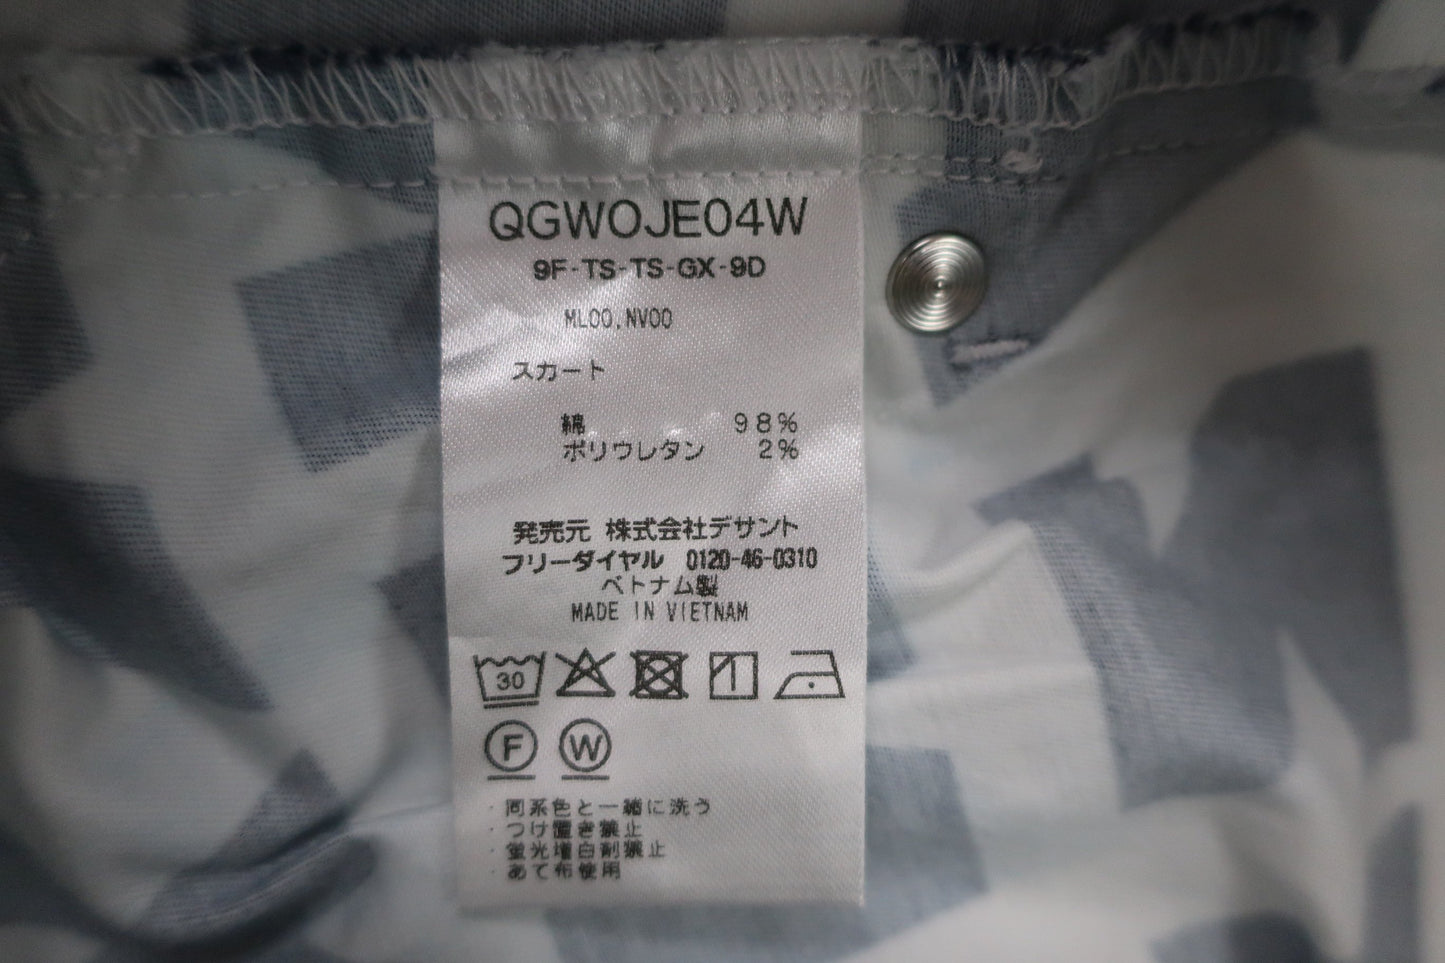 QGWOJE04W
9F-TS-TS-GX-9D
ML00,NV00
スカート
綿 98%
ポリウレタン 2%
発売元 株式会社デサント
フリーダイヤル 0120-46-0310
ベトナム製
MADE IN VIETNAM
30
F W
・同系色と一緒に洗う
・つけ置き禁止
・蛍光増白剤禁止
・あて布使用